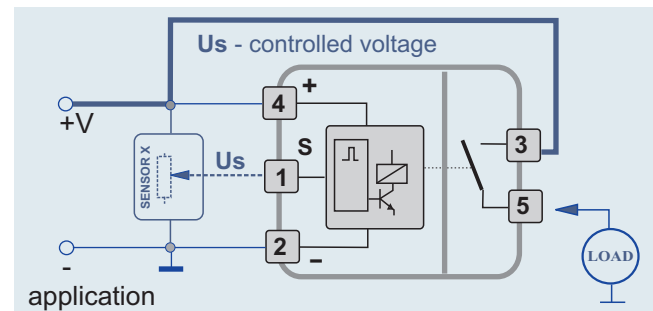 Us - controlled voltage
+V
4
+
S
3
SENSOR X
Us
1
5
2
-
-
LOAD
application